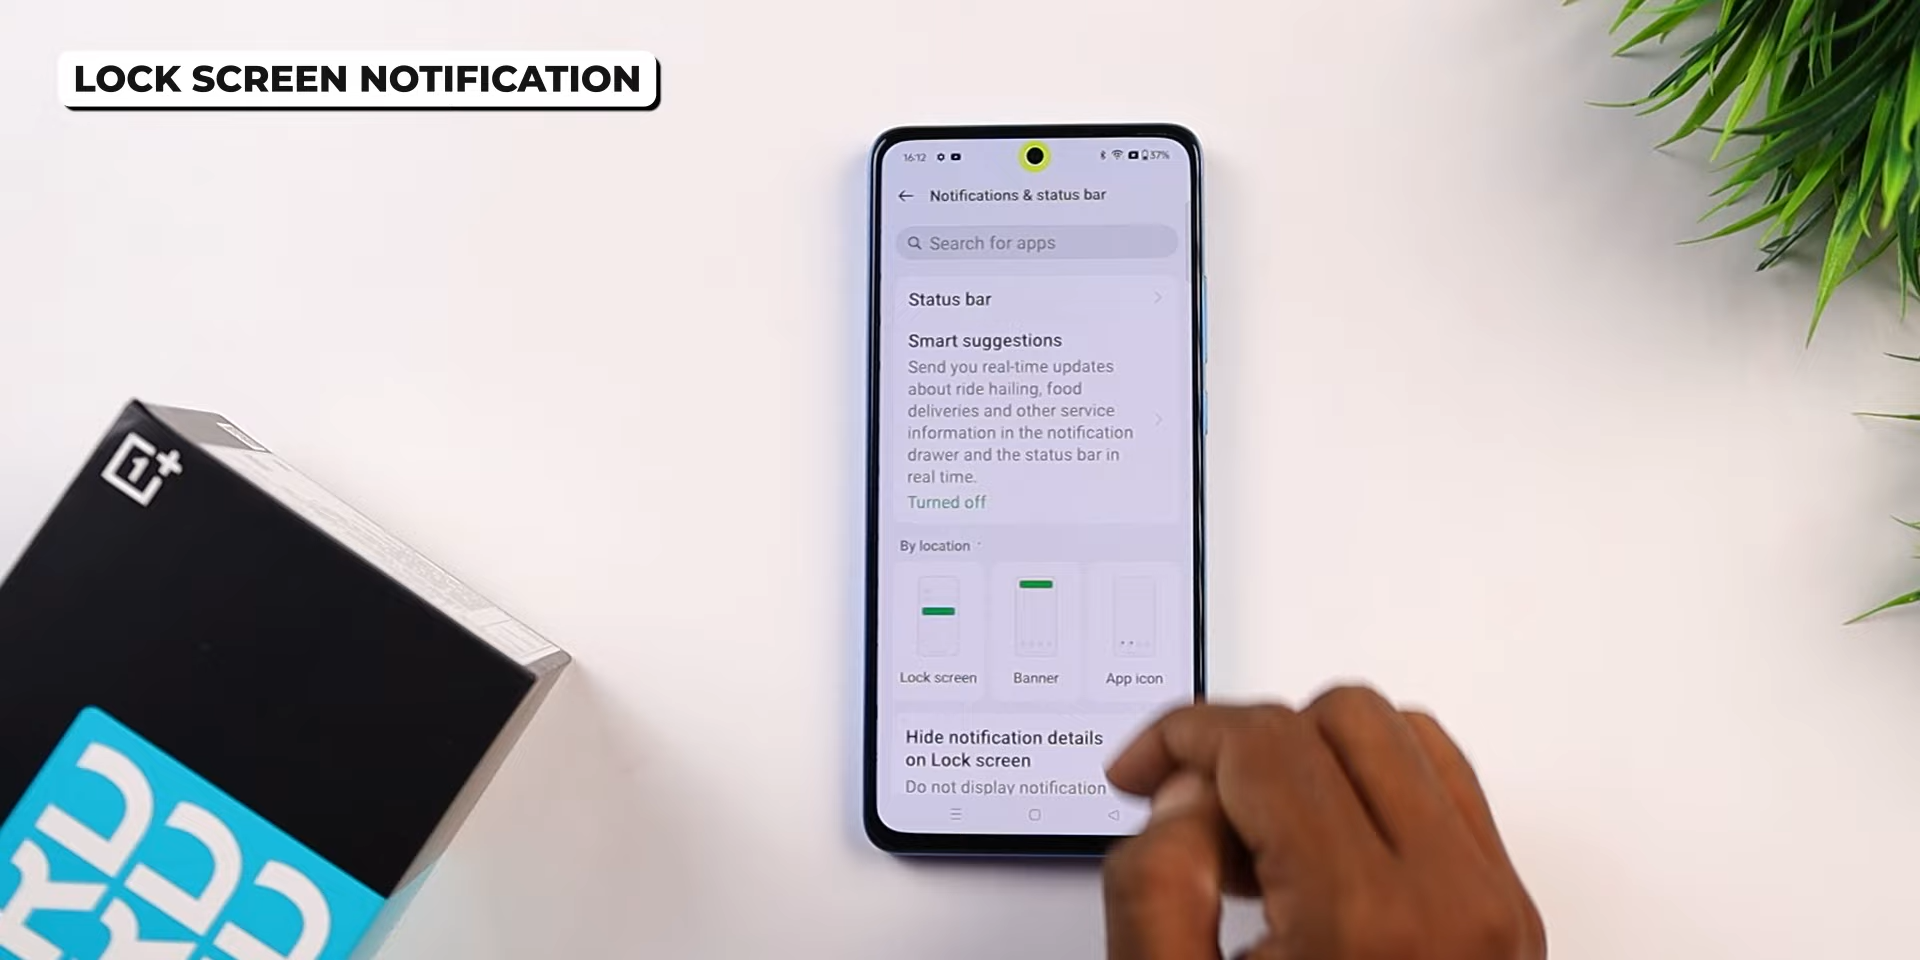 LOCK SCREEN NOTIFICATION
16:12
37%
Notifications & status bar
Search for apps
Status bar
Smart suggestions
Send you real-time updates
about ride hailing, food
deliveries and other service
information in the notification
drawer and the status bar in
real time.
Turned off
By location
Lock screen
Banner
App icon
Hide notification details
on Lock screen
Do not display notification
1+